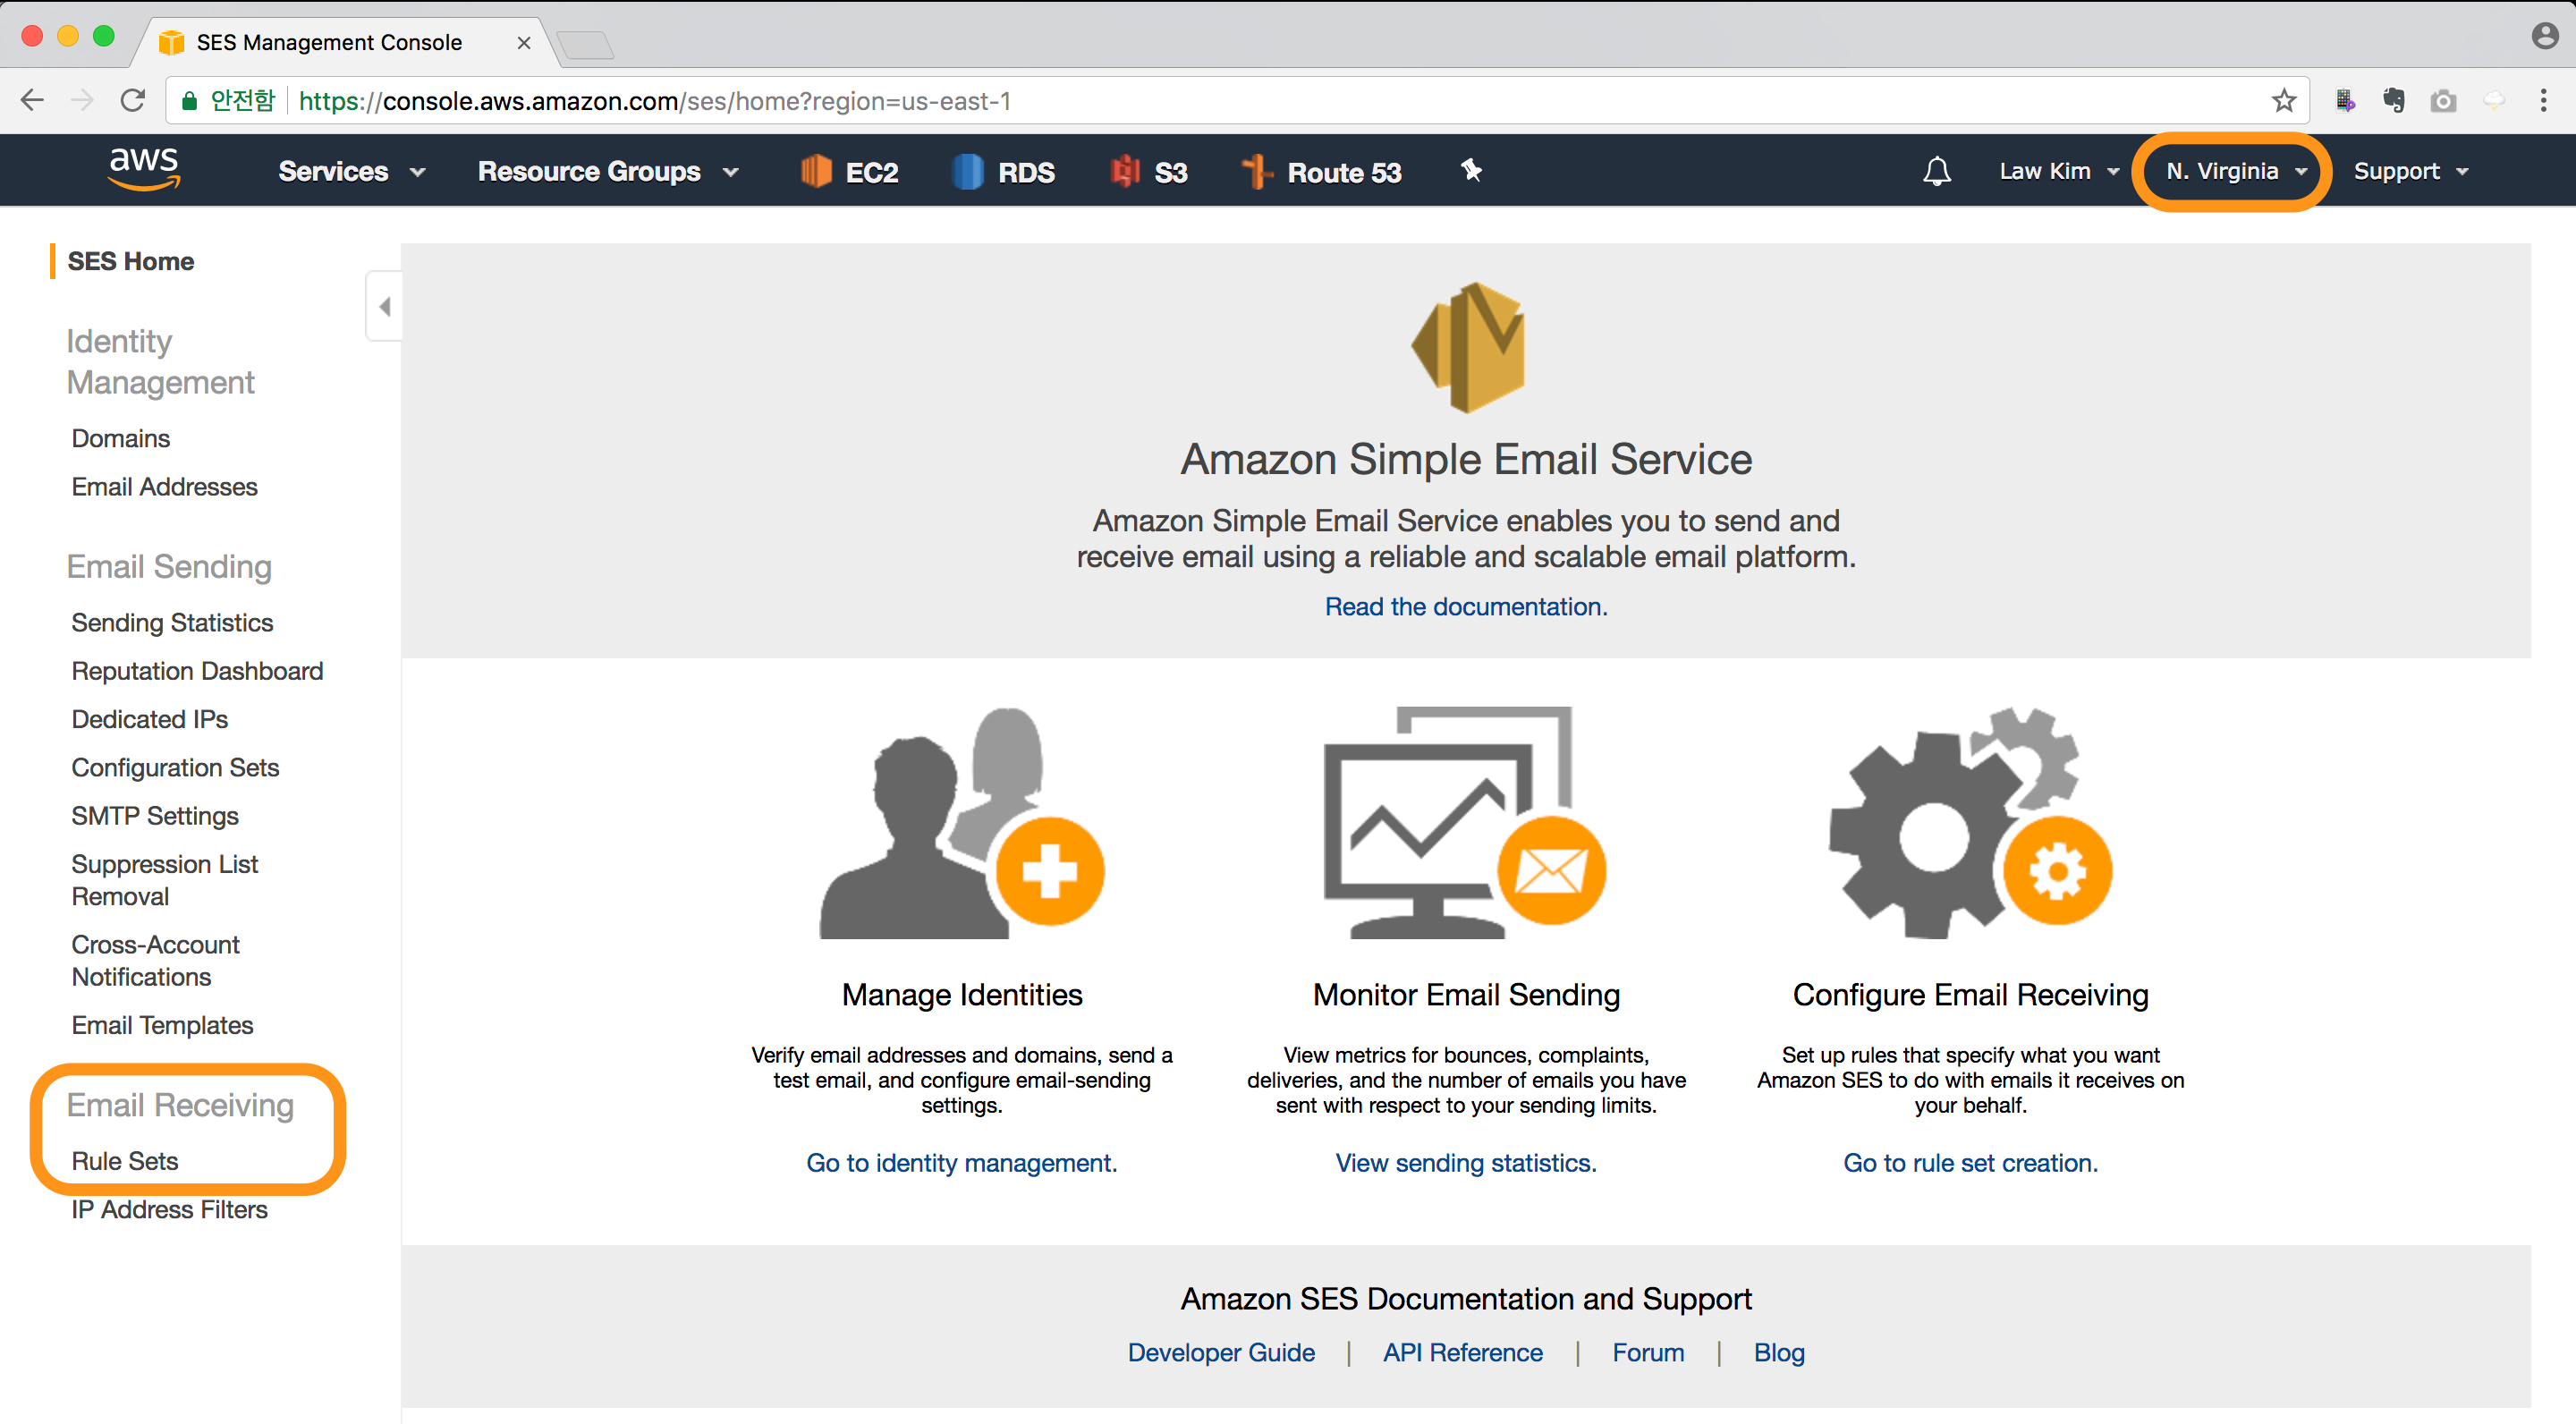 SES Management Console
안전함 https://console.aws.amazon.com/ses/home?region=us-east-1
aws Services Resource Groups EC2 RDS S3 Route 53 Law Kim N. Virginia Support
SES Home
Identity
Management
Domains
Email Addresses
Email Sending
Sending Statistics
Reputation Dashboard
Dedicated IPs
Configuration Sets
SMTP Settings
Suppression List
Removal
Cross-Account
Notifications
Email Templates
Email Receiving
Rule Sets
IP Address Filters
Amazon Simple Email Service
Amazon Simple Email Service enables you to send and
receive email using a reliable and scalable email platform.
Read the documentation.
Manage Identities
Verify email addresses and domains, send a
test email, and configure email-sending
settings.
Go to identity management.
Monitor Email Sending
View metrics for bounces, complaints,
deliveries, and the number of emails you have
sent with respect to your sending limits.
View sending statistics.
Configure Email Receiving
Set up rules that specify what you want
Amazon SES to do with emails it receives on
your behalf.
Go to rule set creation.
Amazon SES Documentation and Support
Developer Guide | API Reference | Forum | Blog